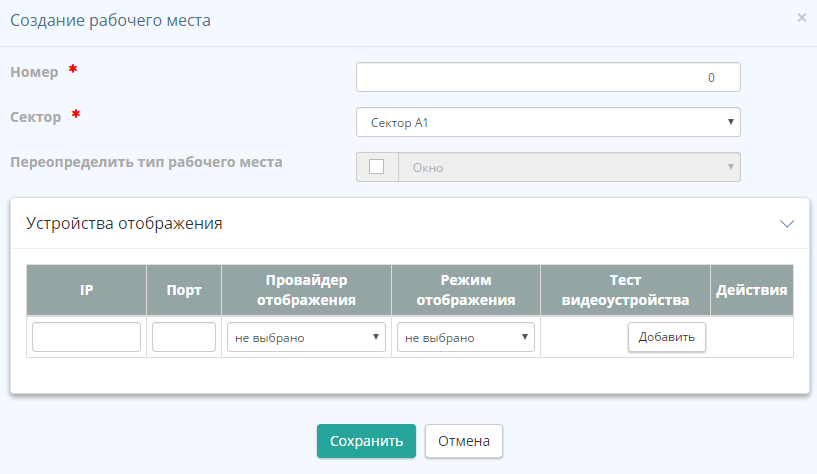 Создание рабочего места ×
Номер *
0
Сектор *
Сектор А1
Переопределить тип рабочего места
Окно
Устройства отображения
IP
Порт
Провайдер
отображения
Режим
отображения
Тест
видеоустройства
Действия
не выбрано
не выбрано
Добавить
Сохранить
Отмена